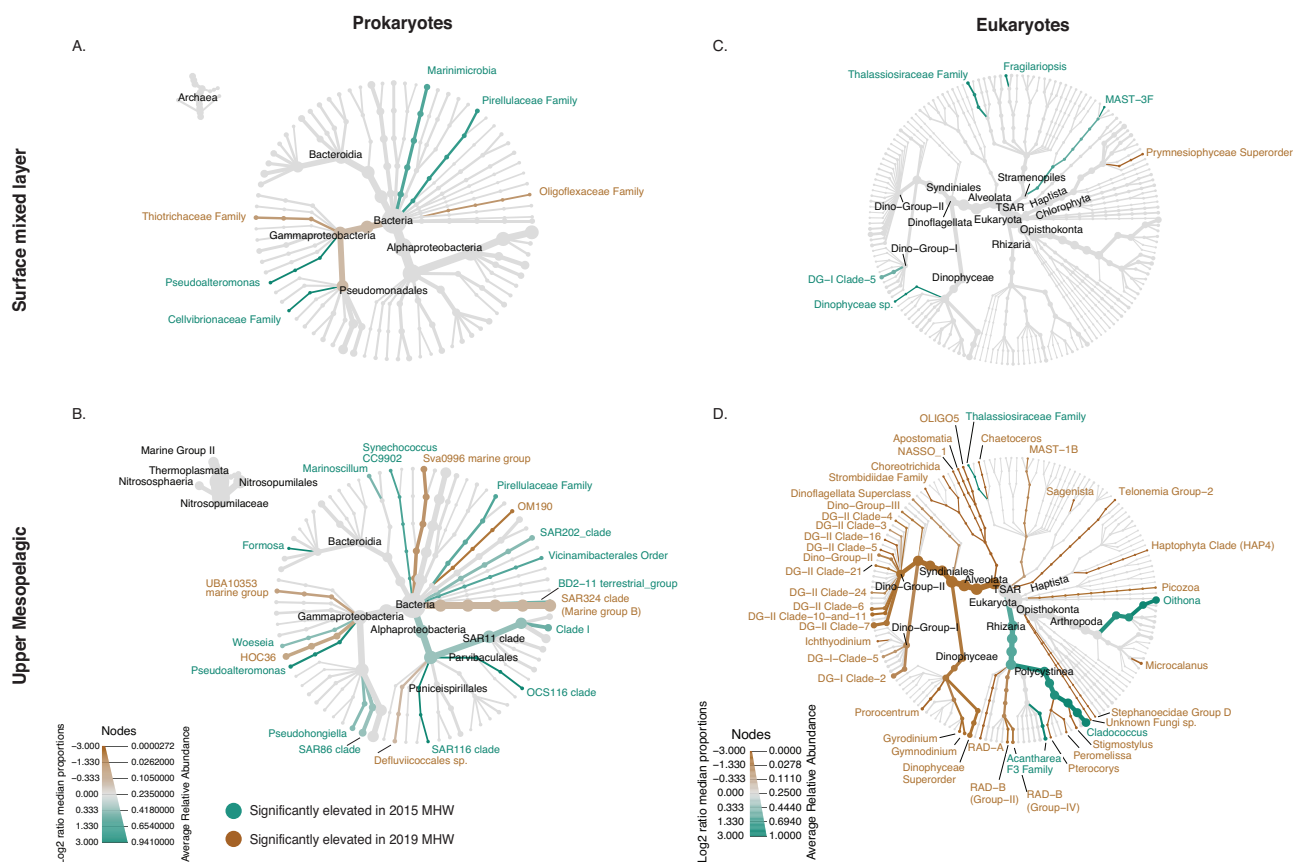 Prokaryotes
Eukaryotes
Surface mixed layer
Upper Mesopelagic
A.
Archaea
Marinimicrobia
Pirellulaceae Family
Bacteroidia
Oligoflexaceae Family
Thiotrichaceae Family
Bacteria
Gammaproteobacteria
Alphaproteobacteria
Pseudoalteromonas
Pseudomonadales
Cellvibrionaceae Family
C.
Fragilariopsis
Thalassiosiraceae Family
MAST-3F
Prymnesiophyceae Superorder
Stramenopiles
Syndiniales
Alveolata
Haptista
Dino-Group-II
TSAR
Chlorophyta
Dinoflagellata
Eukaryota
Opisthokonta
Dino-Group-I
Rhizaria
DG-I Clade-5
Dinophyceae
Dinophyceae sp.
B.
Marine Group II
Thermoplasmata
Nitrososphaeria
Nitrosopumilales
Nitrosopumilaceae
Synechococcus
CC9902
Sva0996 marine group
Marinoscillum
Pirellulaceae Family
OM190
SAR202_clade
Bacteroidia
Formosa
Vicinamibacterales Order
UBA10353
marine group
BD2-11 terrestrial_group
Bacteria
SAR324 clade
(Marine group B)
Gammaproteobacteria
Alphaproteobacteria
Clade I
SAR11 clade
Woeseia
HOC36
Parvibaculales
Pseudoalteromonas
Puniceispirillales
OCS116 clade
Pseudohongiella
SAR86 clade
SAR116 clade
Defluviicoccales sp.
Nodes
Log2 ratio median proportions
Average Relative Abundance
-3.000 0.0000272
-1.330 0.0262000
-0.333 0.1050000
0.000 0.2350000
0.333 0.4180000
1.330 0.6540000
3.000 0.9410000
Significantly elevated in 2015 MHW
Significantly elevated in 2019 MHW
D.
OLIGO5
Thalassiosiraceae Family
Apostomatia
Chaetoceros
NASSO_1
MAST-1B
Choreotrichida
Strombidiidae Family
Sagenista
Telonemia Group-2
Dinoflagellata Superclass
Dino-Group-III
DG-II Clade-4
DG-II Clade-3
DG-II Clade-16
DG-II Clade-5
Haptophyta Clade (HAP4)
Dino-Group-II
DG-II Clade-21
Syndiniales
Alveolata
Haptista
Dino-Group-II
TSAR
Picozoa
DG-II Clade-24
Eukaryota
Oithona
DG-II Clade-6
Opisthokonta
DG-II Clade-10-and-11
Arthropoda
DG-II Clade-7
Dino-Group-I
Rhizaria
Ichthyodinium
DG-I-Clade-5
Dinophyceae
Microcalanus
DG-I Clade-2
Polycystinea
Prorocentrum
Stephanoecidae Group D
Unknown Fungi sp.
Cladococcus
Gyrodinium
Stigmostylus
Gymnodinium
RAD-A
Peromelissa
Acantharea
F3 Family
Pterocorys
Dinophyceae
Superorder
RAD-B
(Group-II)
RAD-B
(Group-IV)
Nodes
Log2 ratio median proportions
Average Relative Abundance
-3.000 0.0000
-1.330 0.0278
-0.333 0.1110
0.000 0.2500
0.333 0.4440
1.330 0.6940
3.000 1.0000